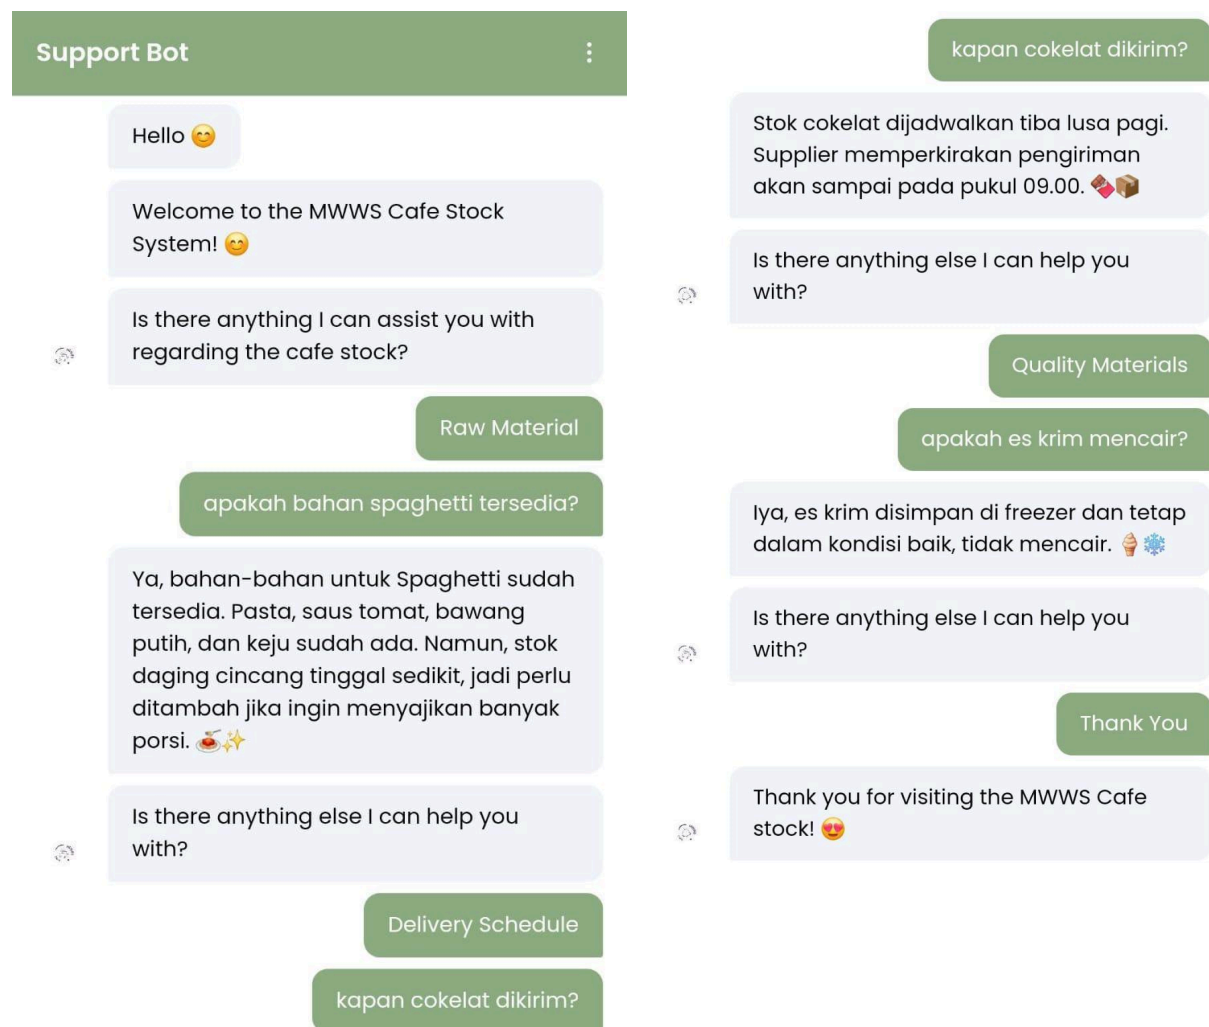 Support Bot
Hello 😊
Welcome to the MWWS Cafe Stock
System! 😊
Is there anything I can assist you with
regarding the cafe stock?
Raw Material
apakah bahan spaghetti tersedia?
Ya, bahan-bahan untuk Spaghetti sudah
tersedia. Pasta, saus tomat, bawang
putih, dan keju sudah ada. Namun, stok
daging cincang tinggal sedikit, jadi perlu
ditambah jika ingin menyajikan banyak
porsi. 🍝✨
Is there anything else I can help you
with?
Delivery Schedule
kapan cokelat dikirim?
kapan cokelat dikirim?
Stok cokelat dijadwalkan tiba lusa pagi.
Supplier memperkirakan pengiriman
akan sampai pada pukul 09.00. 🍫📦
Is there anything else I can help you
with?
Quality Materials
apakah es krim mencair?
Iya, es krim disimpan di freezer dan tetap
dalam kondisi baik, tidak mencair. 🍦❄️
Is there anything else I can help you
with?
Thank You
Thank you for visiting the MWWS Cafe
stock! 😍